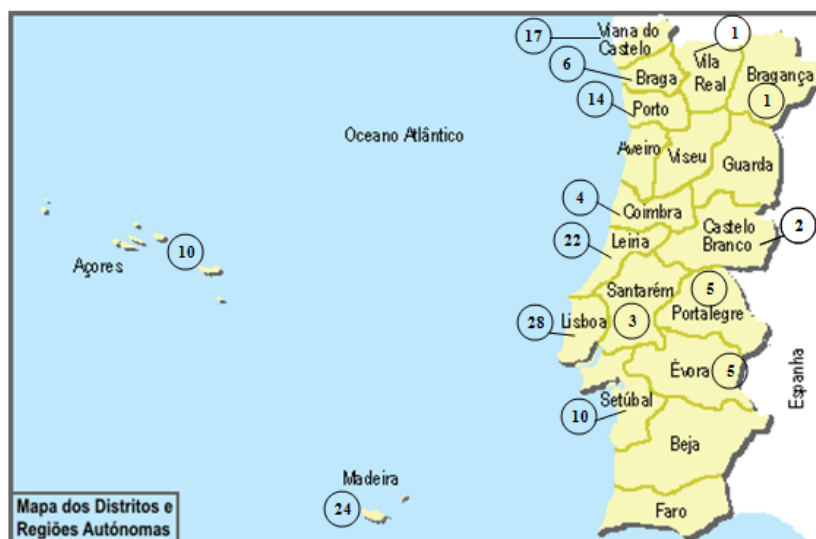 17
Viana do
Castelo
1
Vila
Real
6
Braga
Bragança
1
14
Porto
Oceano Atlântico
Aveiro
Viseu
Guarda
4
Coimbra
Castelo
Branco
2
22
Leiria
10
Açores
Santarém
5
Portalegre
28
Lisboa
3
Évora
5
Espanha
10
Setúbal
Beja
Madeira
24
Faro
Mapa dos Distritos e
Regiões Autónomas